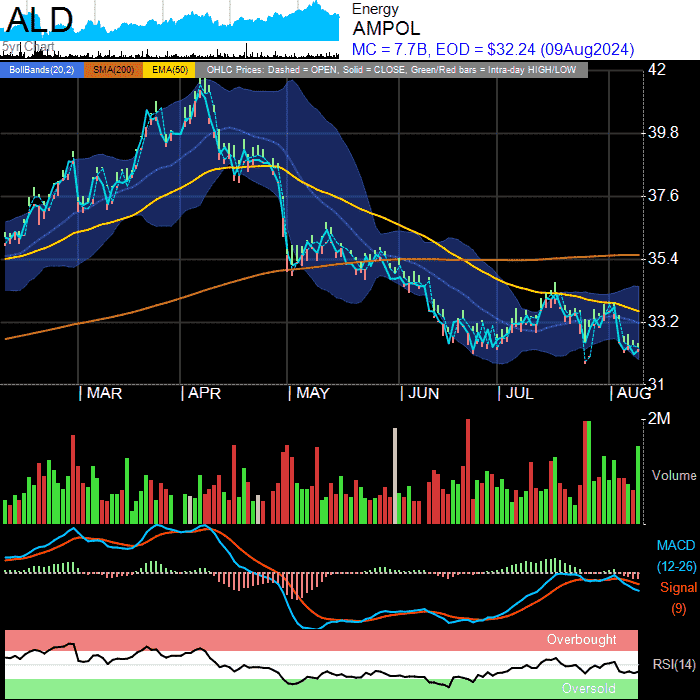 ALD
5yr Chart
Energy
AMPOL
MC = 7.7B, EOD = $32.24 (09Aug2024)
BollBands(20,2) SMA(200) EMA(50) OHLC Prices: Dashed = OPEN, Solid = CLOSE, Green/Red bars = Intra-day HIGH/LOW
42
39.8
37.6
35.4
33.2
31
| MAR | APR | MAY | JUN | JUL | AUG
2M
Volume
MACD
(12-26)
Signal
(9)
Overbought
RSI(14)
Oversold